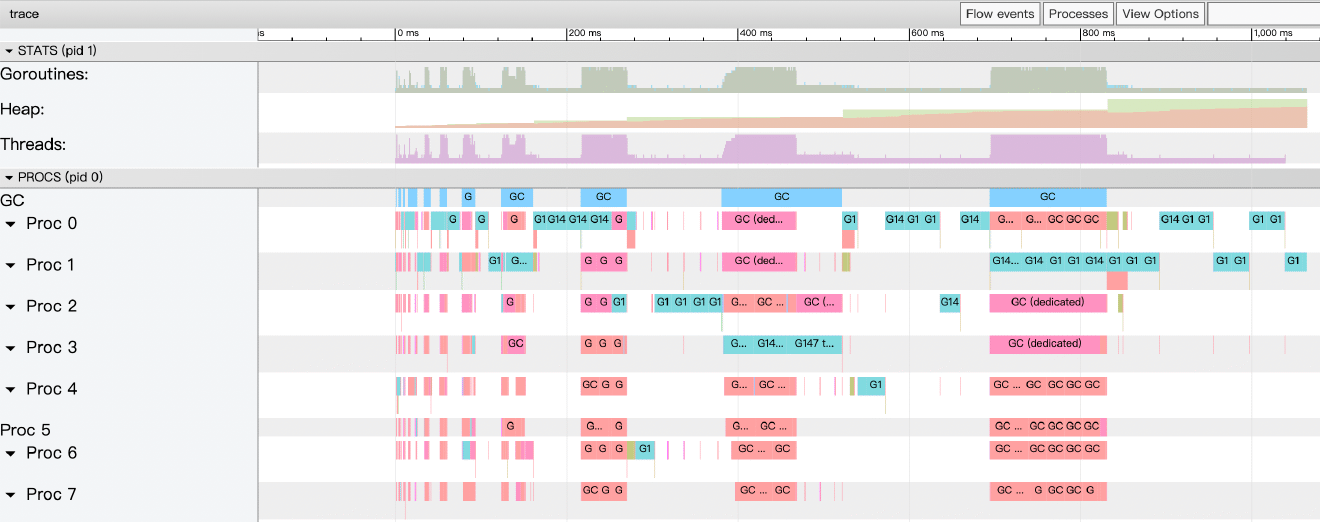 trace Flow events Processes View Options
0 ms 200 ms 400 ms 600 ms 800 ms 1,000 ms
STATS (pid 1)
Goroutines:
Heap:
Threads:
PROCS (pid 0)
GC G GC GC GC GC
Proc 0 G G G G1 G14 G14 G14 G GC (ded... G1 G14 G1 G1 G14 G... GC GC GC G14 G1 G1 G1 G1
Proc 1 G1 G... G G G GC (ded... G14... G14 G1 G1 G14 G1 G1 G1 G1 G1 G1
Proc 2 G G G G1 G1 G1 G1 G1 G... GC ... GC (... G14 GC (dedicated)
Proc 3 GC G G G G... G14... G147 t... GC (dedicated)
Proc 4 GC G G G... GC ... G1 GC ... GC GC GC GC
Proc 5 G G... G G... GC ... GC ... GC GC GC GC
Proc 6 G G G G1 GC ... GC GC ... GC GC GC GC
Proc 7 GC G G GC ... GC GC ... G GC GC G